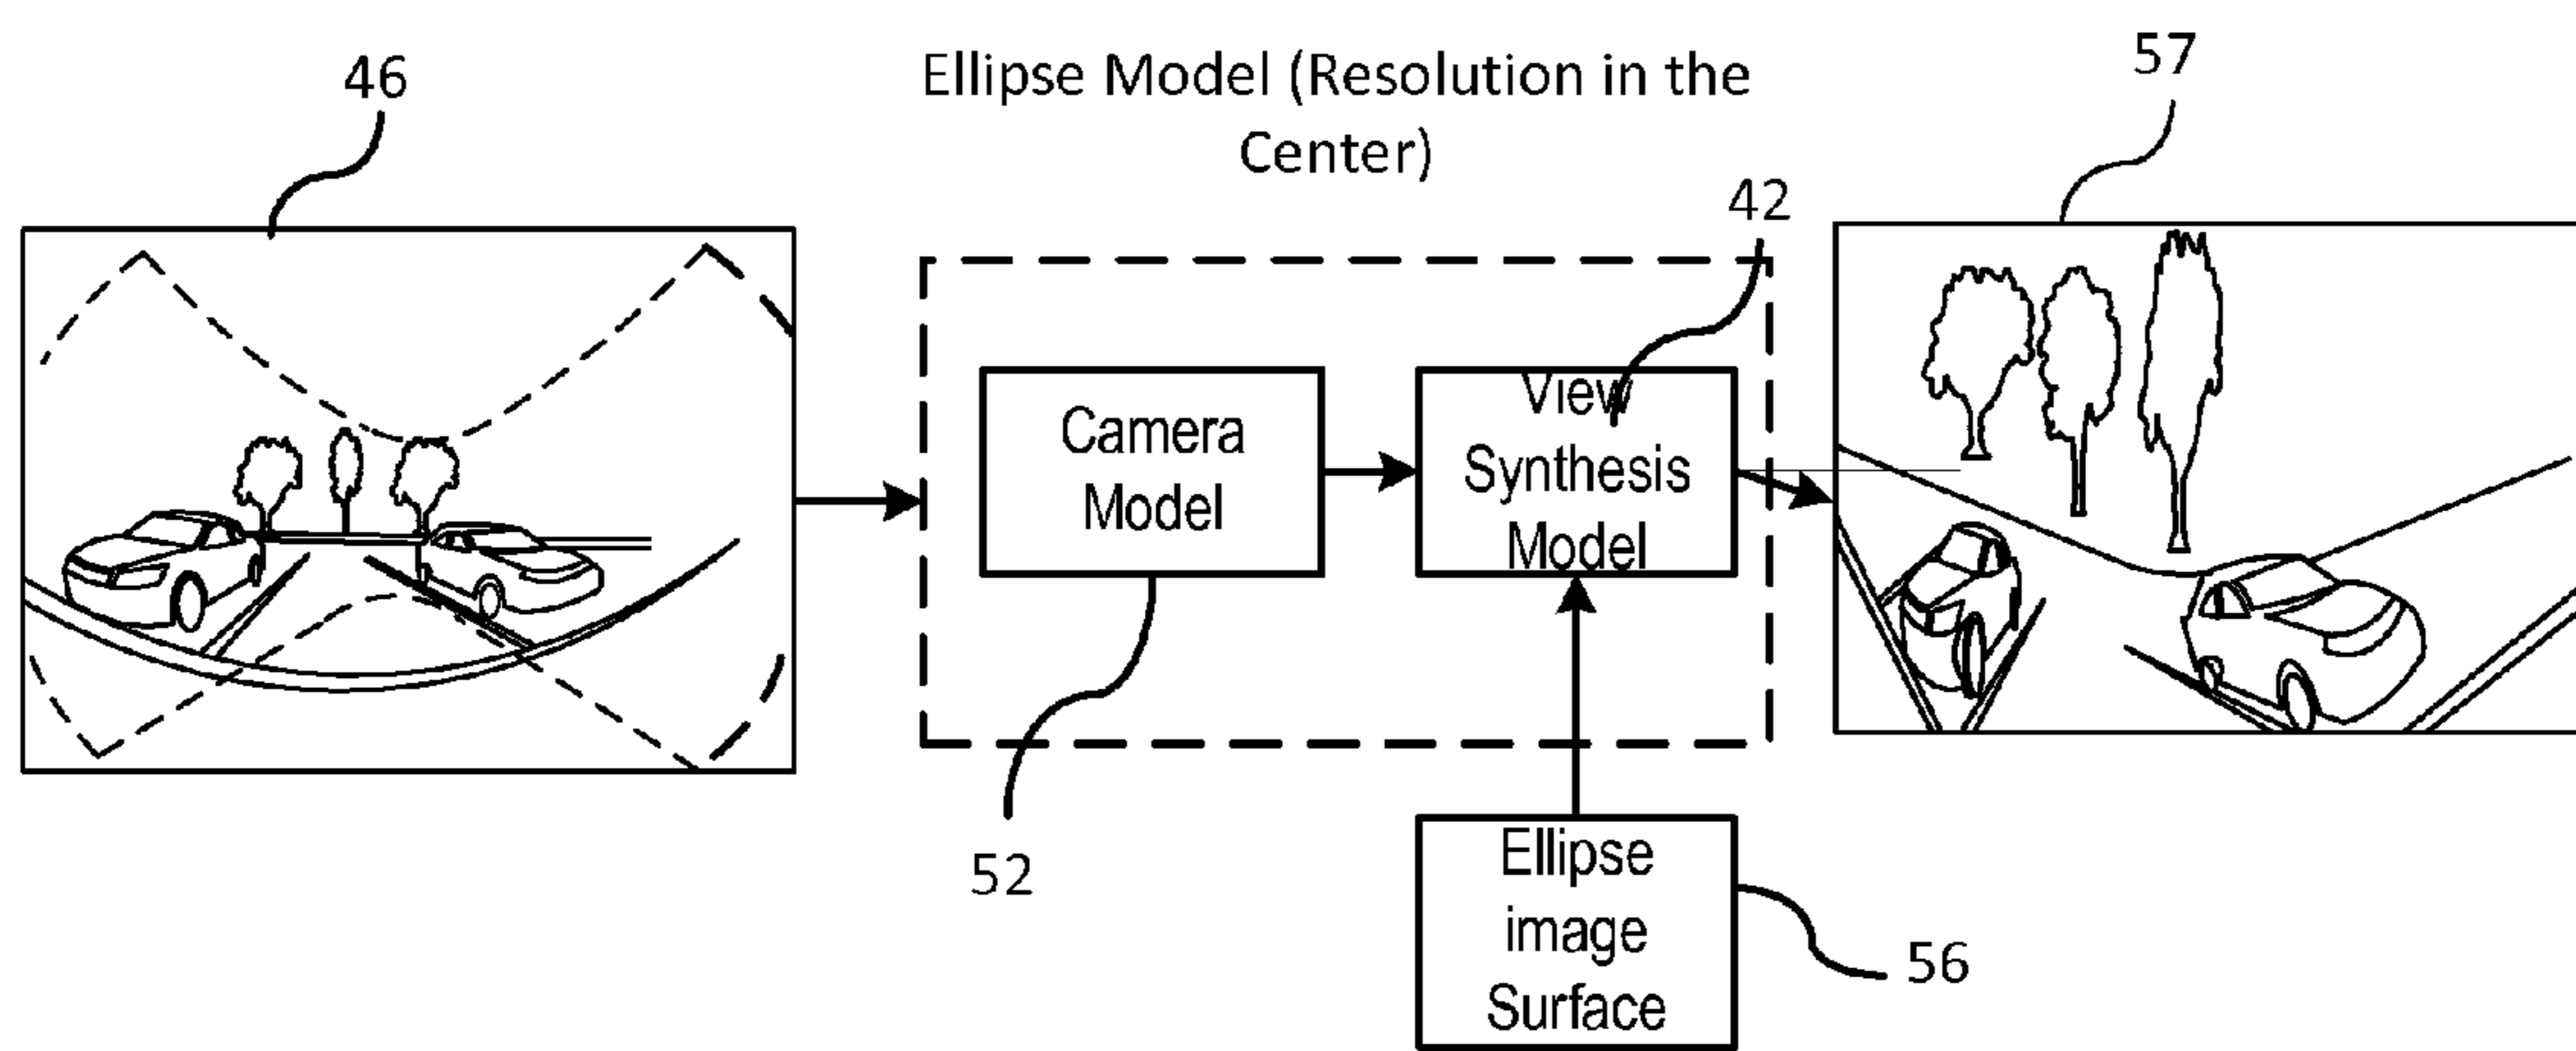 46
Ellipse Model (Resolution in the
Center)
57
42
Camera
Model
View
Synthesis
Model
52
Ellipse
image
Surface
56